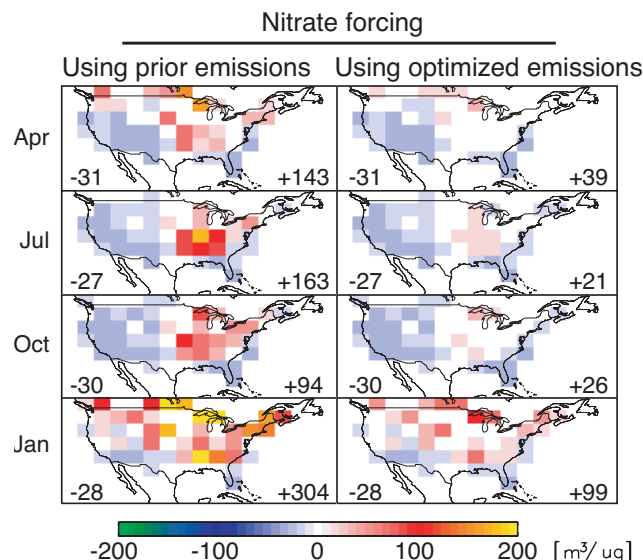 Nitrate forcing
Using prior emissions Using optimized emissions
Apr
-31 +143 -31 +39
Jul
-27 +163 -27 +21
Oct
-30 +94 -30 +26
Jan
-28 +304 -28 +99
-200 -100 0 100 200 [m³/ug]